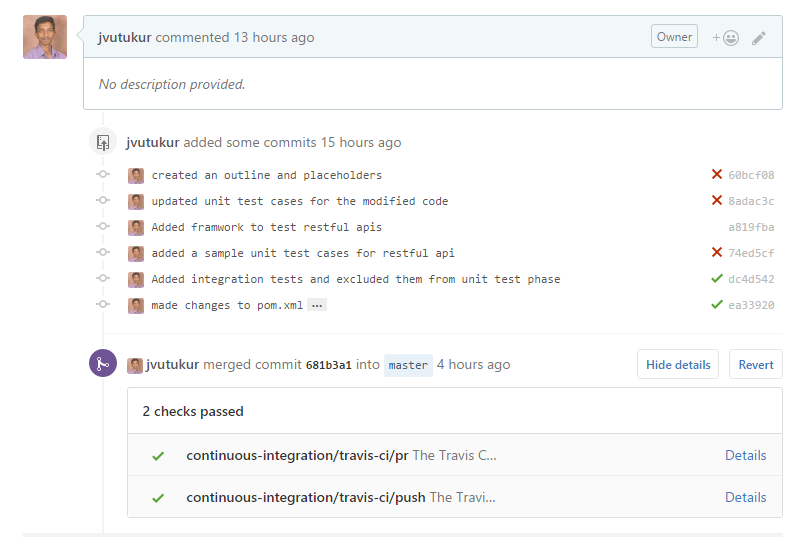 jvutukur commented 13 hours ago Owner +
No description provided.
jvutukur added some commits 15 hours ago
created an outline and placeholders 60bcf08
updated unit test cases for the modified code 8adac3c
Added framwork to test restful apis a819fba
added a sample unit test cases for restful api 74ed5cf
Added integration tests and excluded them from unit test phase dc4d542
made changes to pom.xml ... ea33920
jvutukur merged commit 681b3a1 into master 4 hours ago Hide details Revert
2 checks passed
continuous-integration/travis-ci/pr The Travis C... Details
continuous-integration/travis-ci/push The Travi... Details